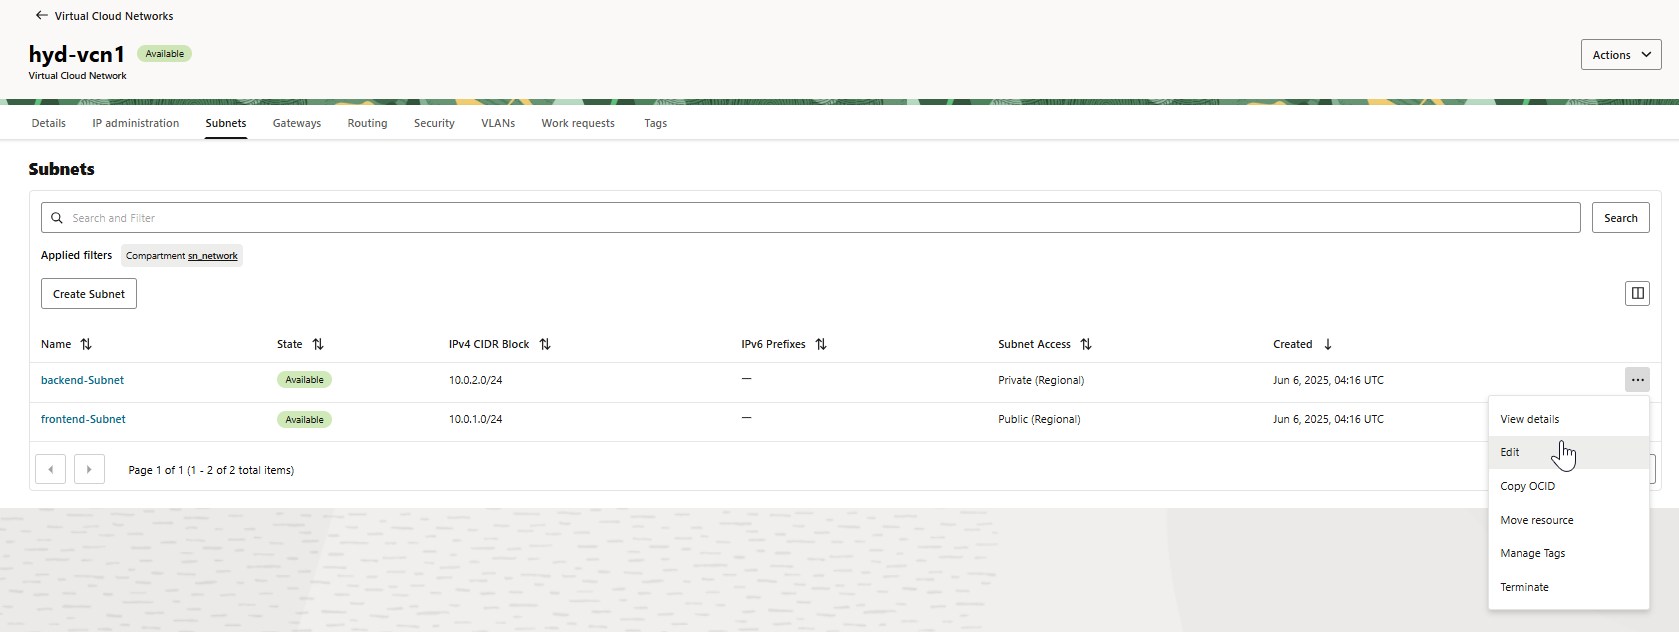 Virtual Cloud Networks
hyd-vcn1 Available
Virtual Cloud Network
Actions
Details IP administration Subnets Gateways Routing Security VLANs Work requests Tags
Subnets
Search and Filter Search
Applied filters Compartment sn_network
Create Subnet
Name State IPv4 CIDR Block IPv6 Prefixes Subnet Access Created
backend-Subnet Available 10.0.2.0/24 — Private (Regional) Jun 6, 2025, 04:16 UTC ...
frontend-Subnet Available 10.0.1.0/24 — Public (Regional) Jun 6, 2025, 04:16 UTC
Page 1 of 1 (1 - 2 of 2 total items)
View details
Edit
Copy OCID
Move resource
Manage Tags
Terminate